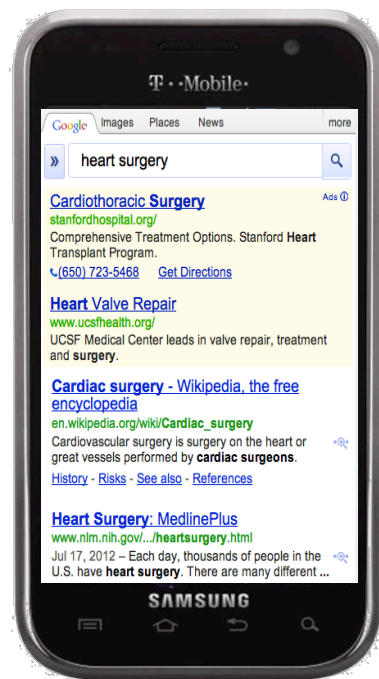 T··Mobile·
Google Images Places News more
» heart surgery
Cardiothoracic Surgery Ads
stanfordhospital.org/
Comprehensive Treatment Options. Stanford Heart
Transplant Program.
(650) 723-5468 Get Directions
Heart Valve Repair
www.ucsfhealth.org/
UCSF Medical Center leads in valve repair, treatment
and surgery.
Cardiac surgery - Wikipedia, the free
encyclopedia
en.wikipedia.org/wiki/Cardiac_surgery
Cardiovascular surgery is surgery on the heart or
great vessels performed by cardiac surgeons.
History - Risks - See also - References
Heart Surgery: MedlinePlus
www.nlm.nih.gov/.../heartsurgery.html
Jul 17, 2012 – Each day, thousands of people in the
U.S. have heart surgery. There are many different ...
SAMSUNG